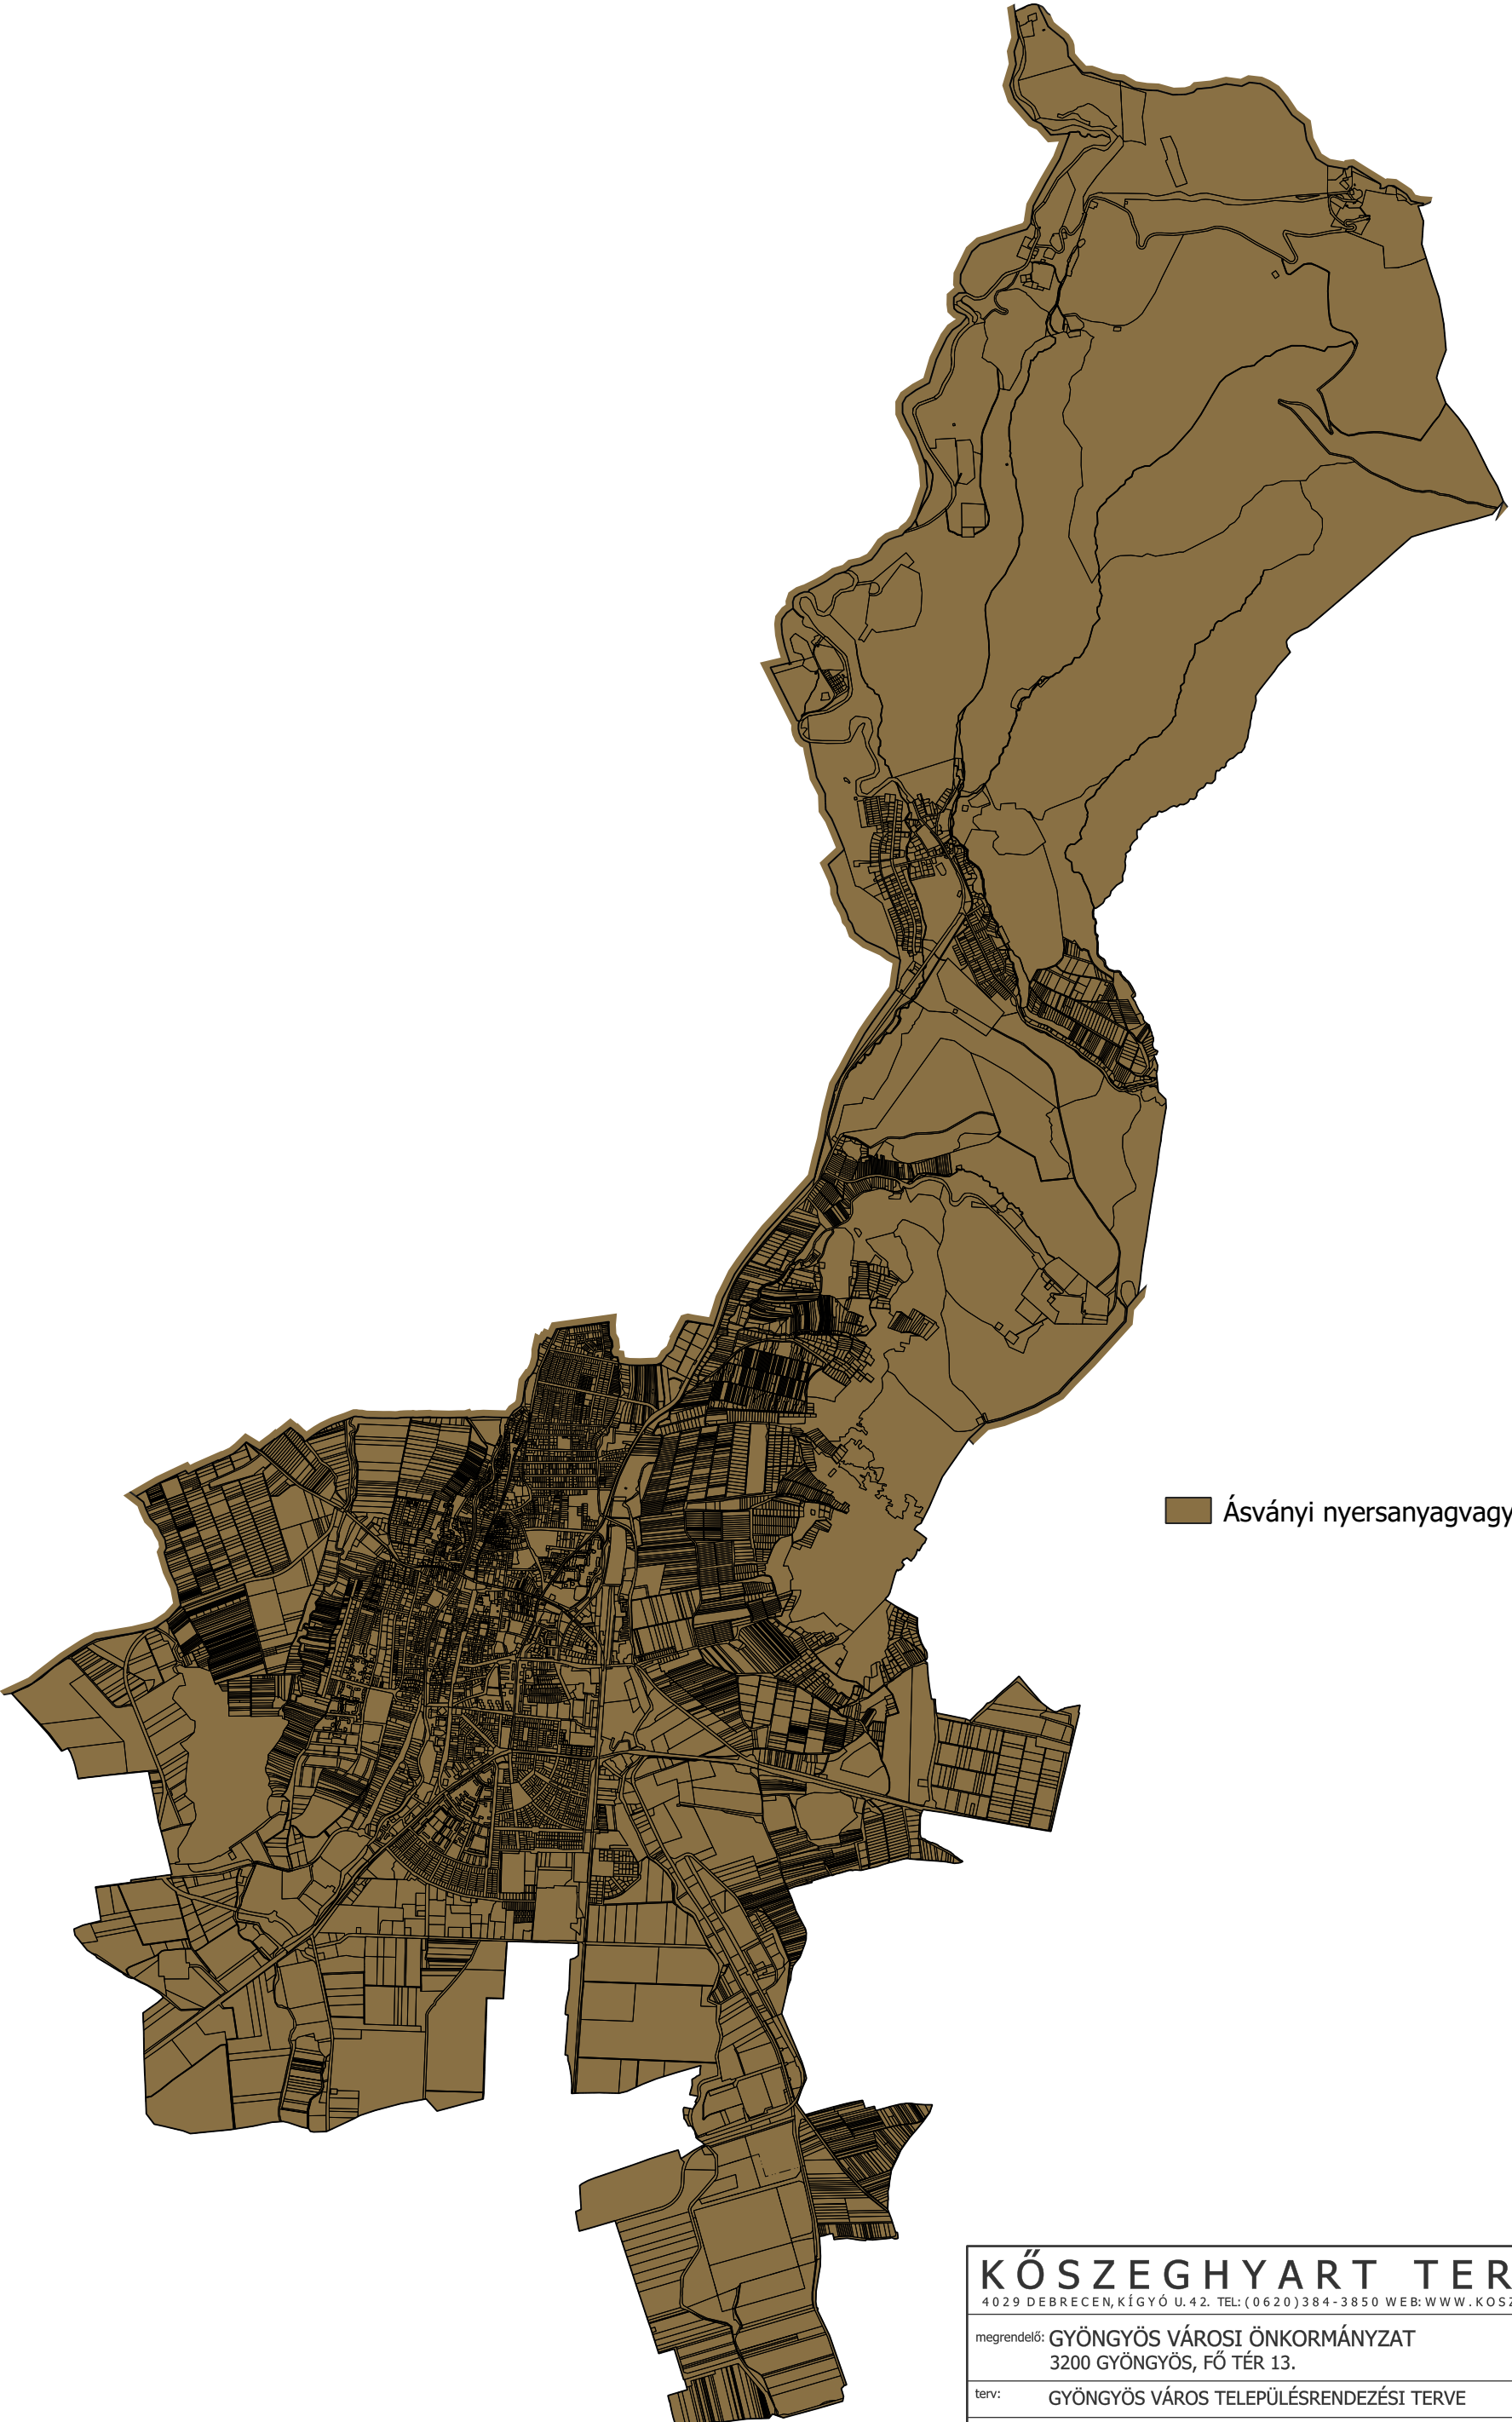 Ásványi nyersanyagvagy
KŐSZEGHYART TER
4029 DEBRECEN, KÍGYÓ U. 42. TEL: (0620)384-3850 WEB: WWW.KOSZ
megrendelő: GYÖNGYÖS VÁROSI ÖNKORMÁNYZAT
3200 GYÖNGYÖS, FŐ TÉR 13.
terv: GYÖNGYÖS VÁROS TELEPÜLÉSRENDEZÉSI TERVE